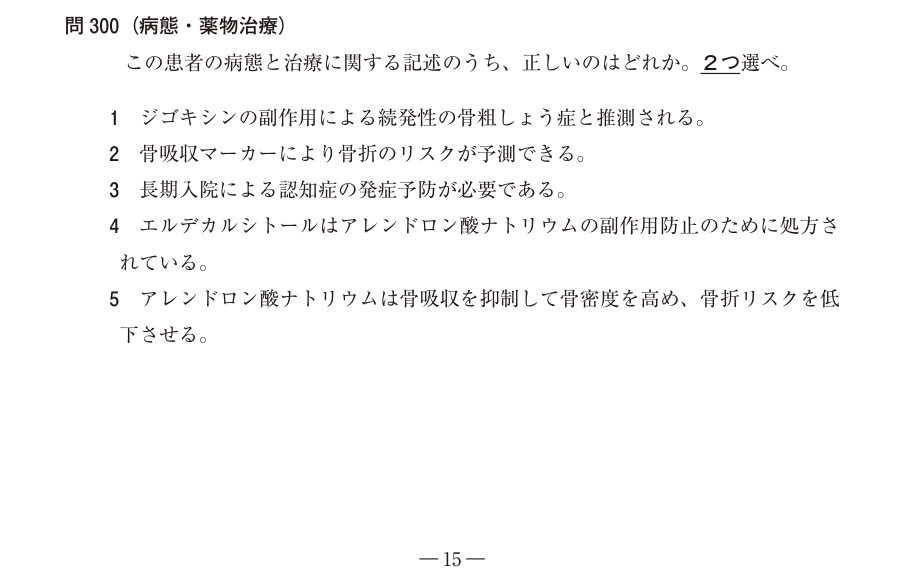 問 300（病態・薬物治療）
この患者の病態と治療に関する記述のうち、正しいのはどれか。２つ選べ。
1　ジゴキシンの副作用による続発性の骨粗しょう症と推測される。
2　骨吸収マーカーにより骨折のリスクが予測できる。
3　長期入院による認知症の発症予防が必要である。
4　エルデカルシトールはアレンドロン酸ナトリウムの副作用防止のために処方さ
れている。
5　アレンドロン酸ナトリウムは骨吸収を抑制して骨密度を高め、骨折リスクを低
下させる。
― 15 ―